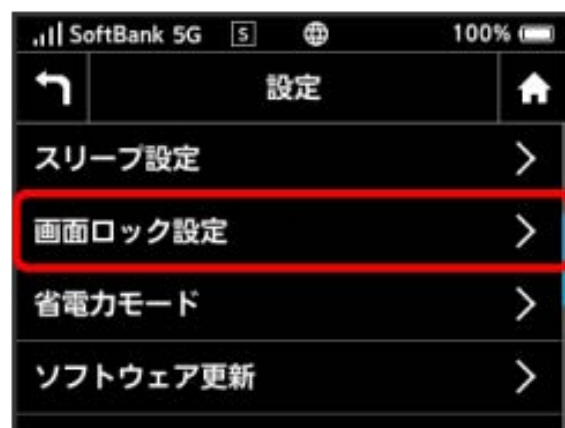 SoftBank 5G S 100%
設定
スリープ設定
画面ロック設定
省電力モード
ソフトウェア更新